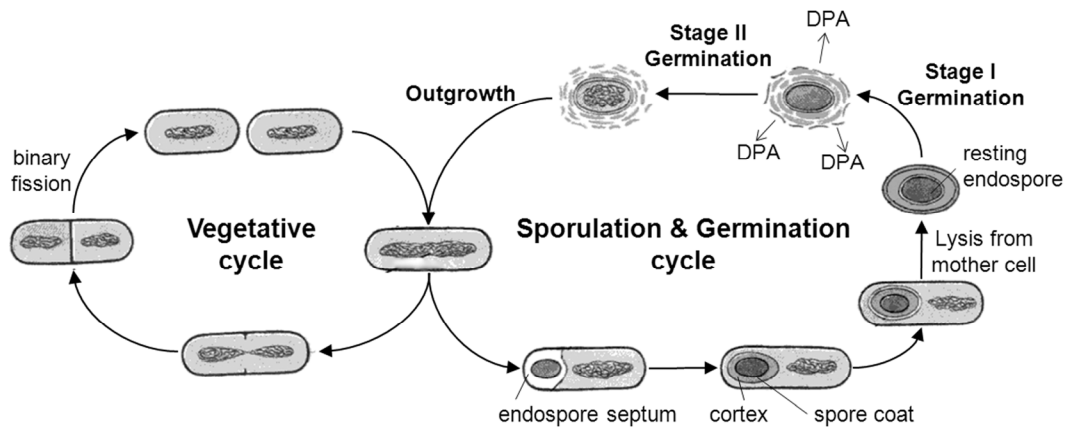 DPA
Stage II
Germination
Stage I
Germination
Outgrowth
DPA
DPA
binary
fission
resting
endospore
Vegetative
cycle
Sporulation & Germination
cycle
Lysis from
mother cell
endospore septum
cortex
spore coat